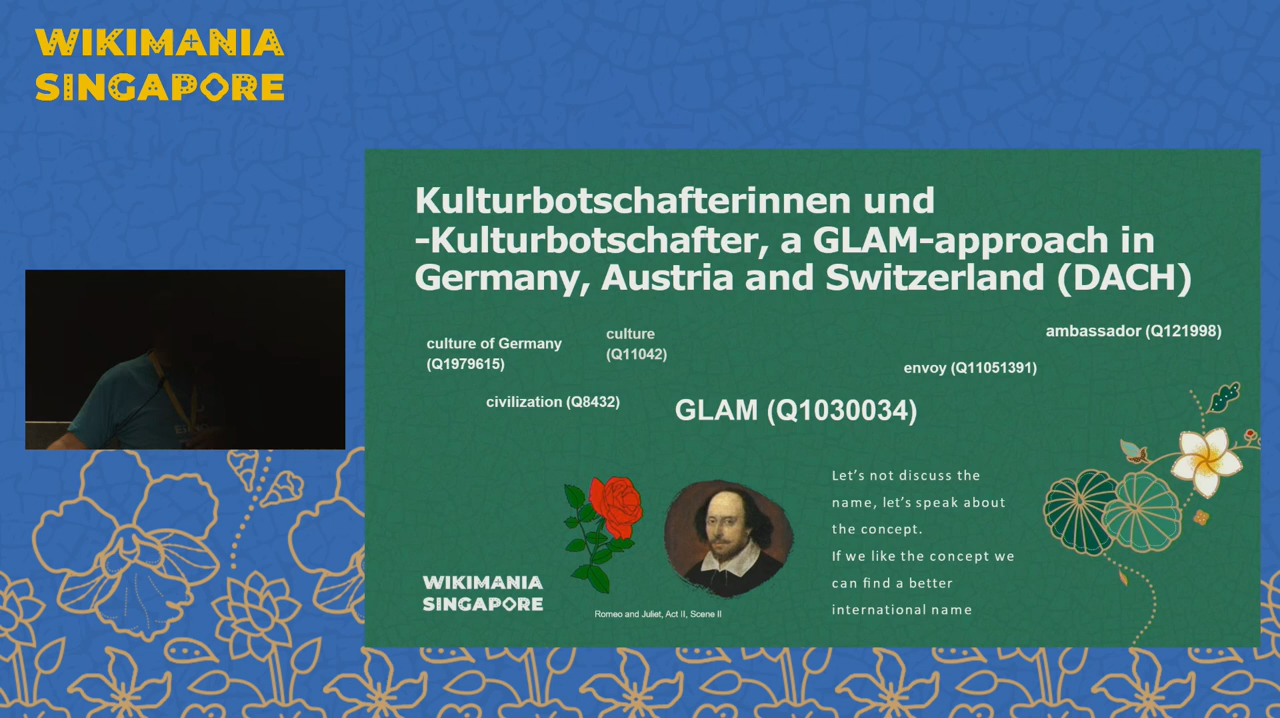 WIKIMANIA
SINGAPORE
Kulturbotschafterinnen und
-Kulturbotschafter, a GLAM-approach in
Germany, Austria and Switzerland (DACH)
culture of Germany
(Q1979615)
culture
(Q11042)
ambassador (Q121998)
envoy (Q11051391)
civilization (Q8432)
GLAM (Q1030034)
Let’s not discuss the
name, let’s speak about
the concept.
If we like the concept we
can find a better
international name
WIKIMANIA
SINGAPORE
Romeo and Juliet, Act II, Scene II